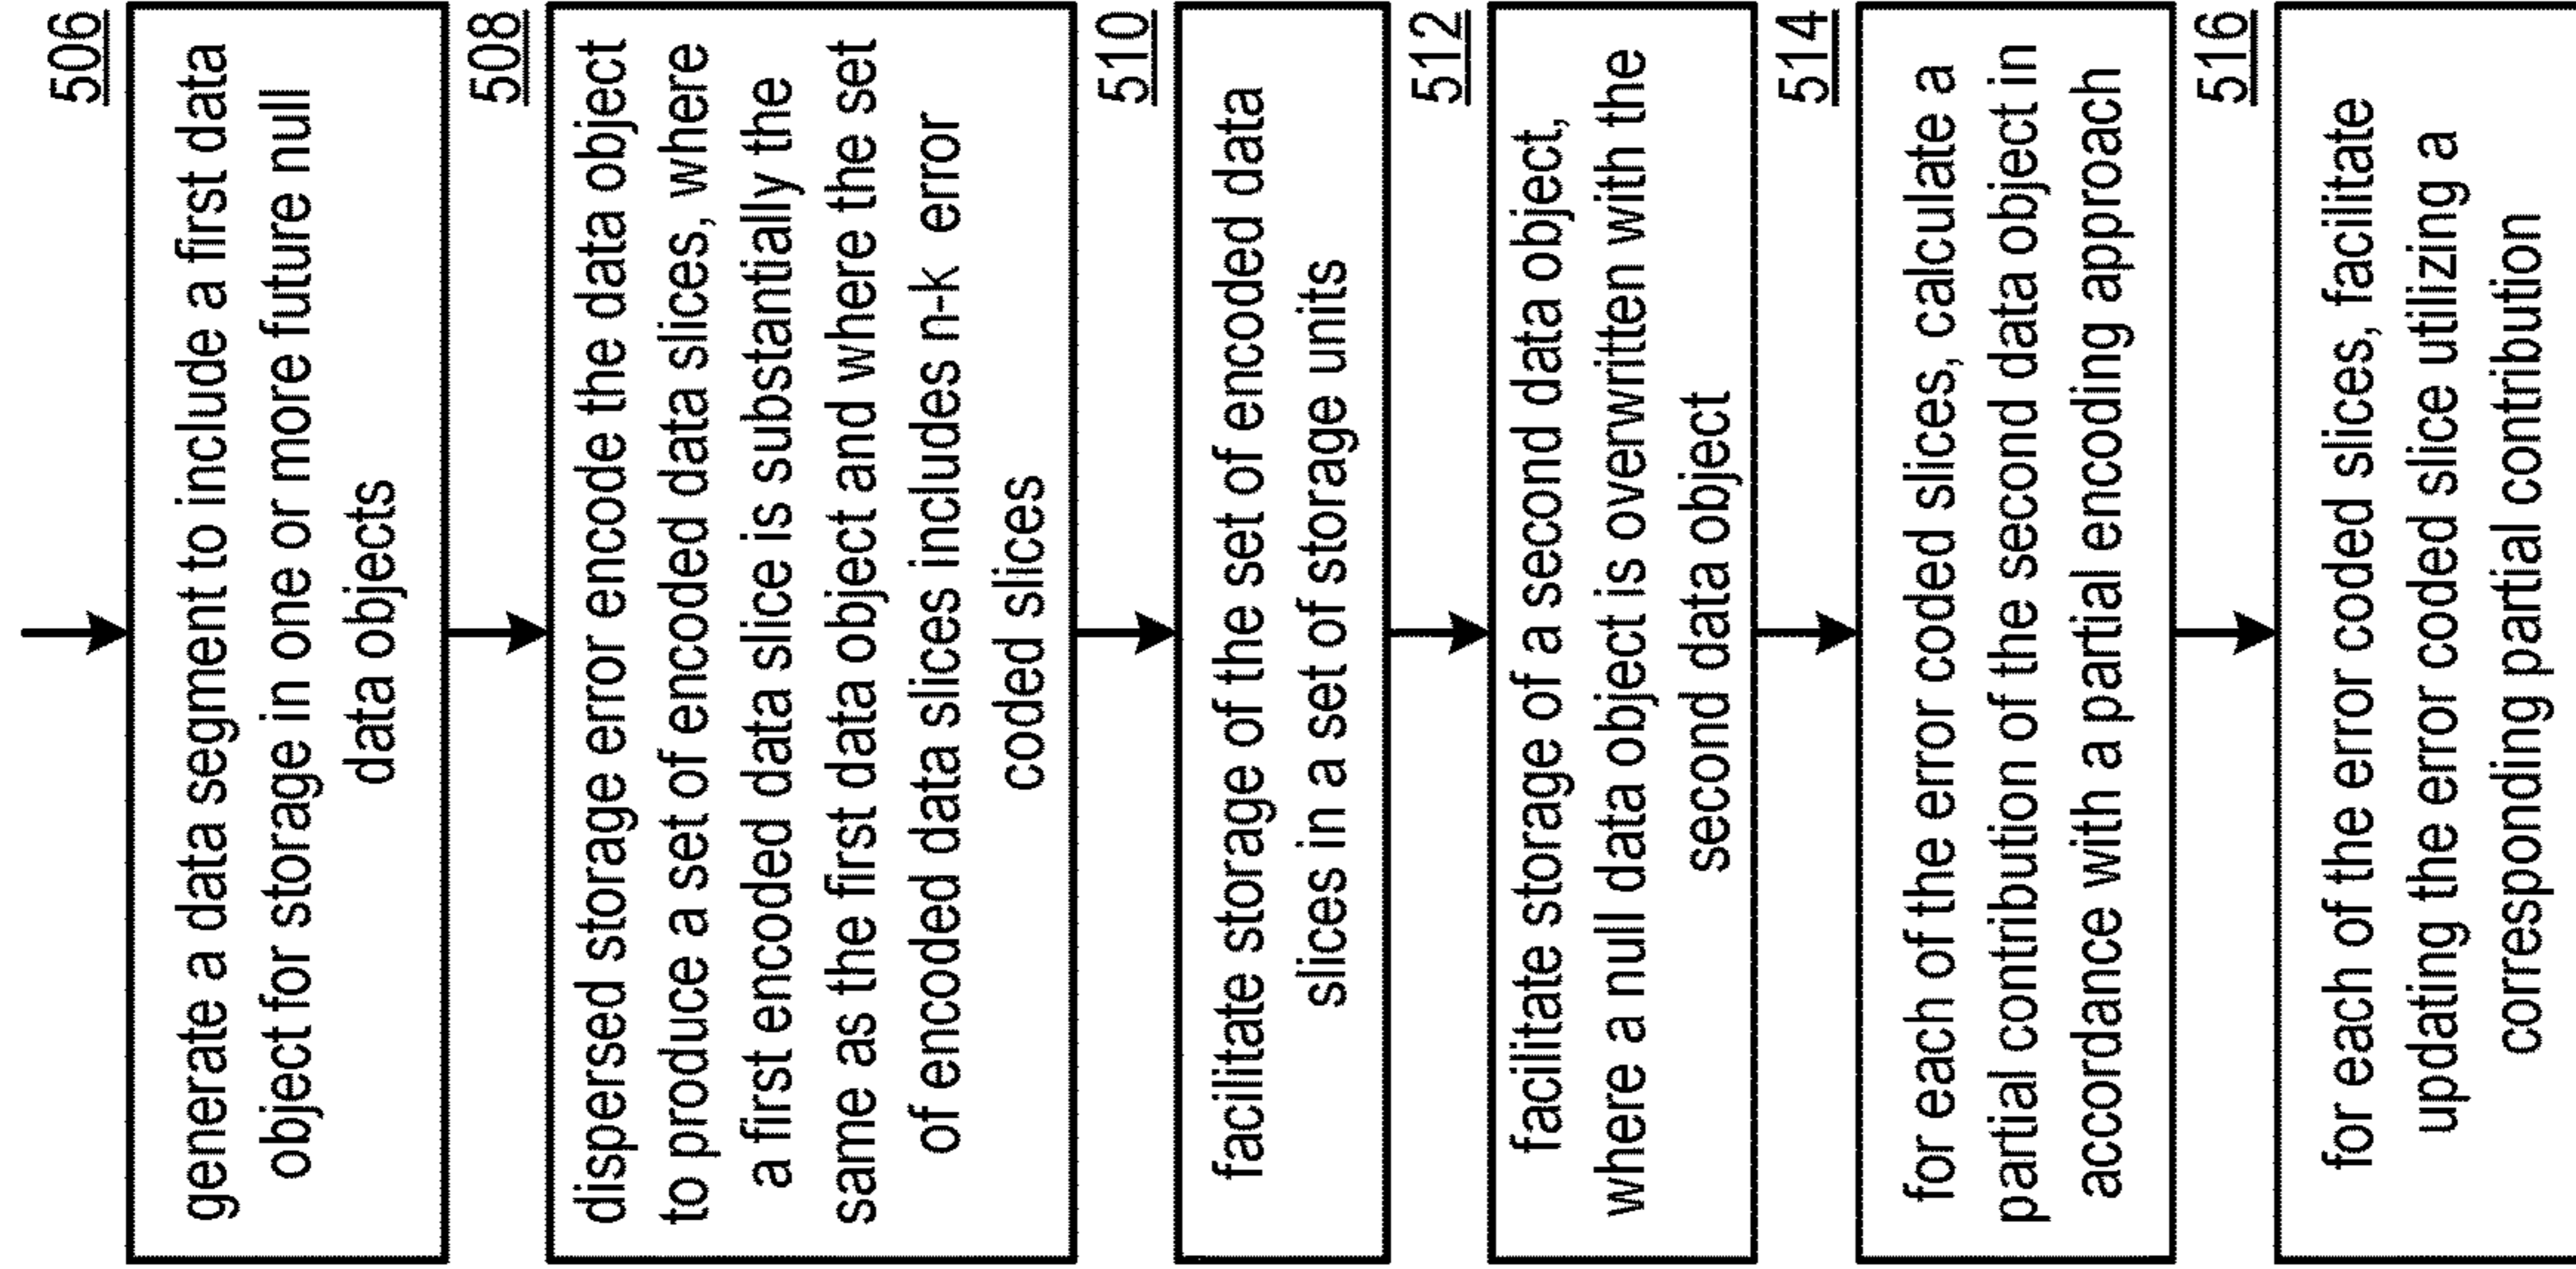 506
generate a data segment to include a first data
object for storage in one or more future null
data objects
508
dispersed storage error encode the data object
to produce a set of encoded data slices, where
a first encoded data slice is substantially the
same as the first data object and where the set
of encoded data slices includes n-k error
coded slices
510
facilitate storage of the set of encoded data
slices in a set of storage units
512
facilitate storage of a second data object,
where a null data object is overwritten with the
second data object
514
for each of the error coded slices, calculate a
partial contribution of the second data object in
accordance with a partial encoding approach
516
for each of the error coded slices, facilitate
updating the error coded slice utilizing a
corresponding partial contribution